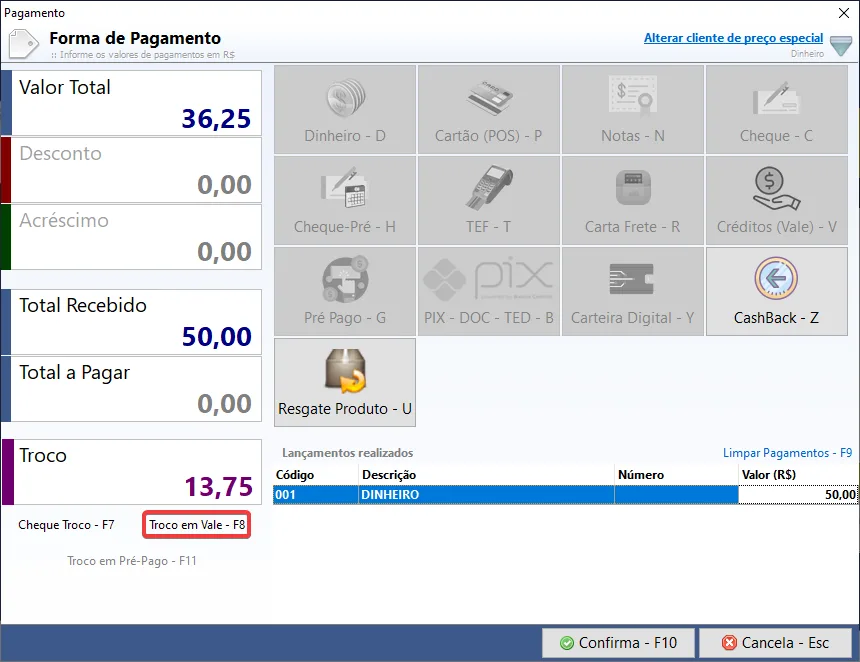 Pagamento
Forma de Pagamento
:: Informe os valores de pagamentos em R$
Alterar cliente de preço especial
Dinheiro
Valor Total
36,25
Desconto
0,00
Acréscimo
0,00
Total Recebido
50,00
Total a Pagar
0,00
Troco
13,75
Cheque Troco - F7
Troco em Vale - F8
Troco em Pré-Pago - F11
Dinheiro - D
Cartão (POS) - P
Notas - N
Cheque - C
Cheque-Pré - H
TEF - T
Carta Frete - R
Créditos (Vale) - V
Pré Pago - G
pix
PIX - DOC - TED - B
Carteira Digital - Y
CashBack - Z
Resgate Produto - U
Lançamentos realizados
Limpar Pagamentos - F9
Código Descrição Número Valor (R$)
001 DINHEIRO 50,00
Confirma - F10
Cancela - Esc